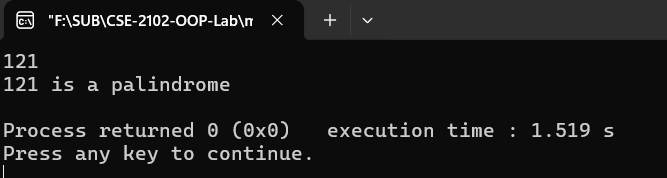 "F:\SUB\CSE-2102-OOP-Lab\m
121
121 is a palindrome
Process returned 0 (0x0)   execution time : 1.519 s
Press any key to continue.